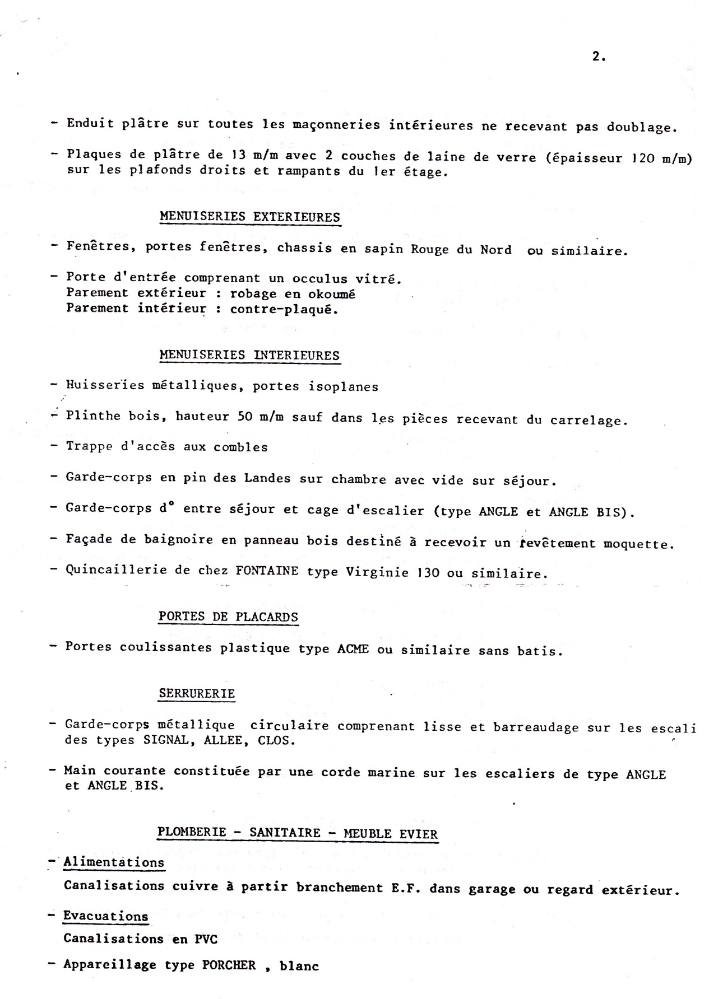 2.
- Enduit plâtre sur toutes les maçonneries intérieures ne recevant pas doublage.
- Plaques de plâtre de 13 m/m avec 2 couches de laine de verre (épaisseur 120 m/m)
sur les plafonds droits et rampants du 1er étage.
MENUISERIES EXTERIEURES
- Fenêtres, portes fenêtres, chassis en sapin Rouge du Nord ou similaire.
- Porte d'entrée comprenant un occulus vitré.
Parement extérieur : robage en okoumé
Parement intérieur : contre-plaqué.
MENUISERIES INTERIEURES
- Huisseries métalliques, portes isoplanes
- Plinthe bois, hauteur 50 m/m sauf dans les pièces recevant du carrelage.
- Trappe d'accès aux combles
- Garde-corps en pin des Landes sur chambre avec vide sur séjour.
- Garde-corps d° entre séjour et cage d'escalier (type ANGLE et ANGLE BIS).
- Façade de baignoire en panneau bois destiné à recevoir un revêtement moquette.
- Quincaillerie de chez FONTAINE type Virginie 130 ou similaire.
PORTES DE PLACARDS
- Portes coulissantes plastique type ACME ou similaire sans batis.
SERRURERIE
- Garde-corps métallique circulaire comprenant lisse et barreaudage sur les escali
des types SIGNAL, ALLEE, CLOS.
- Main courante constituée par une corde marine sur les escaliers de type ANGLE
et ANGLE BIS.
PLOMBERIE - SANITAIRE - MEUBLE EVIER
- Alimentations
Canalisations cuivre à partir branchement E.F. dans garage ou regard extérieur.
- Evacuations
Canalisations en PVC
- Appareillage type PORCHER , blanc